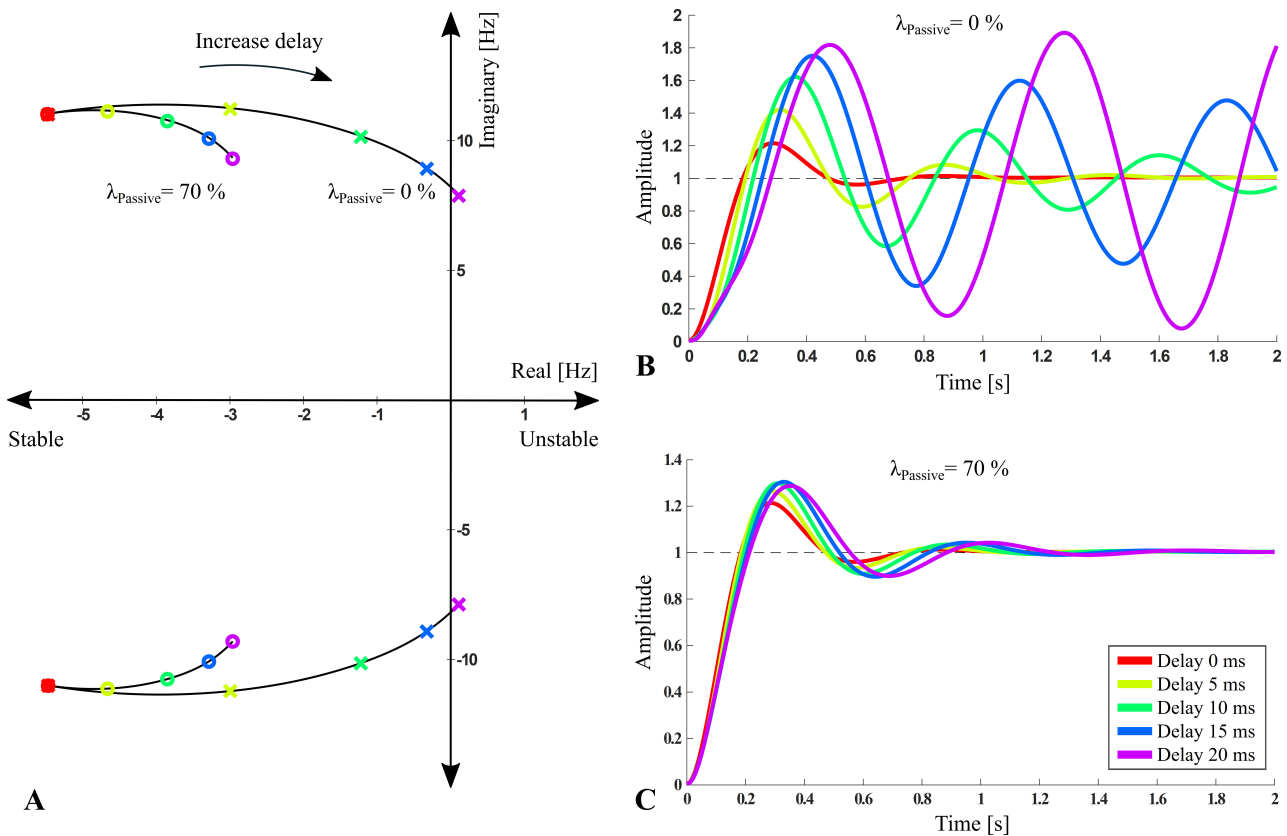 Increase delay
Imaginary [Hz]
10
λPassive= 70 %
λPassive= 0 %
5
Real [Hz]
-5
-4
-3
-2
-1
1
Stable
Unstable
-5
-10
A
λPassive= 0 %
Amplitude
2
1.8
1.6
1.4
1.2
1
0.8
0.6
0.4
0.2
0
0
0.2
0.4
0.6
0.8
1
1.2
1.4
1.6
1.8
2
Time [s]
B
λPassive= 70 %
Amplitude
1.4
1.2
1
0.8
0.6
0.4
0.2
0
0
0.2
0.4
0.6
0.8
1
1.2
1.4
1.6
1.8
2
Time [s]
Delay 0 ms
Delay 5 ms
Delay 10 ms
Delay 15 ms
Delay 20 ms
C